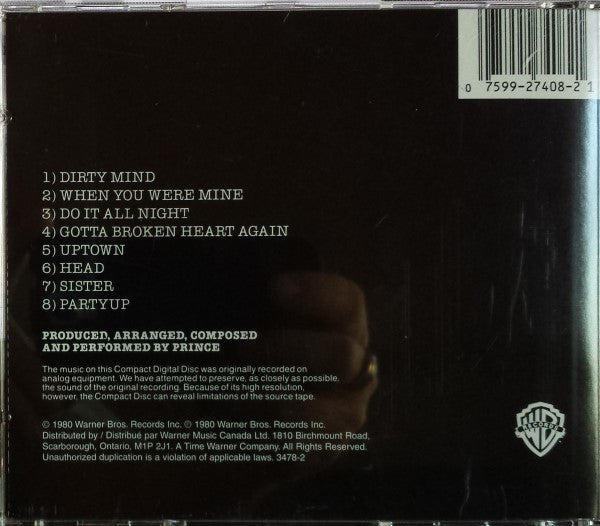 0 75992-7408-2 1
1) DIRTY MIND
2) WHEN YOU WERE MINE
3) DO IT ALL NIGHT
4) GOTTA BROKEN HEART AGAIN
5) UPTOWN
6) HEAD
7) SISTER
8) PARTYUP
PRODUCED, ARRANGED, COMPOSED
AND PERFORMED BY PRINCE
The music on this Compact Digital Disc was originally recorded on
analog equipment. We have attempted to preserve, as closely as possible,
the sound of the original recording. Because of its high resolution,
however, the Compact Disc can reveal limitations of the source tape.
© 1980 Warner Bros. Records Inc. ℗ 1980 Warner Bros. Records Inc.
Distributed by / Distribué par Warner Music Canada Ltd. 1810 Birchmount Road,
Scarborough, Ontario, M1P 2J1. A Time Warner Company. All Rights Reserved.
Unauthorized duplication is a violation of applicable laws. 3478-2
WB
RECORDS